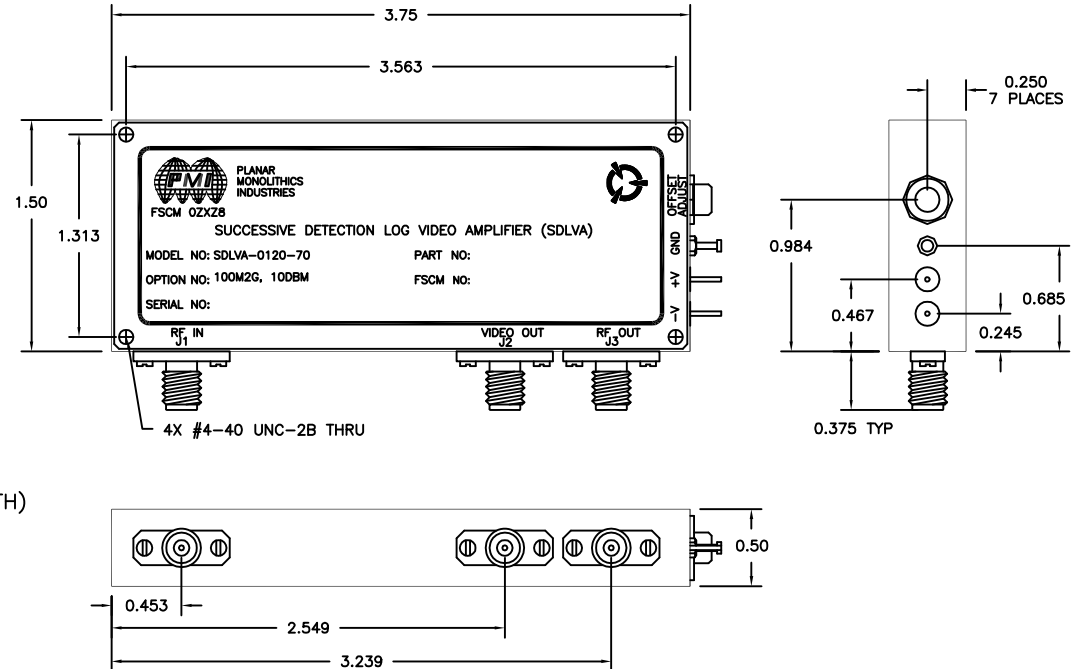 3.75
3.563
0.250
7 PLACES
1.50
1.313
PMI
PLANAR
MONOLITHICS
INDUSTRIES
FSCM 0ZXZ8
SUCCESSIVE DETECTION LOG VIDEO AMPLIFIER (SDLVA)
MODEL NO: SDLVA-0120-70
PART NO:
OPTION NO: 100M2G, 10DBM
FSCM NO:
SERIAL NO:
OFFSET
ADJUST
GND
+V
-V
RF IN
J1
VIDEO OUT
J2
RF OUT
J3
0.984
0.467
0.685
0.245
0.375 TYP
4X #4-40 UNC-2B THRU
TH)
0.50
0.453
2.549
3.239